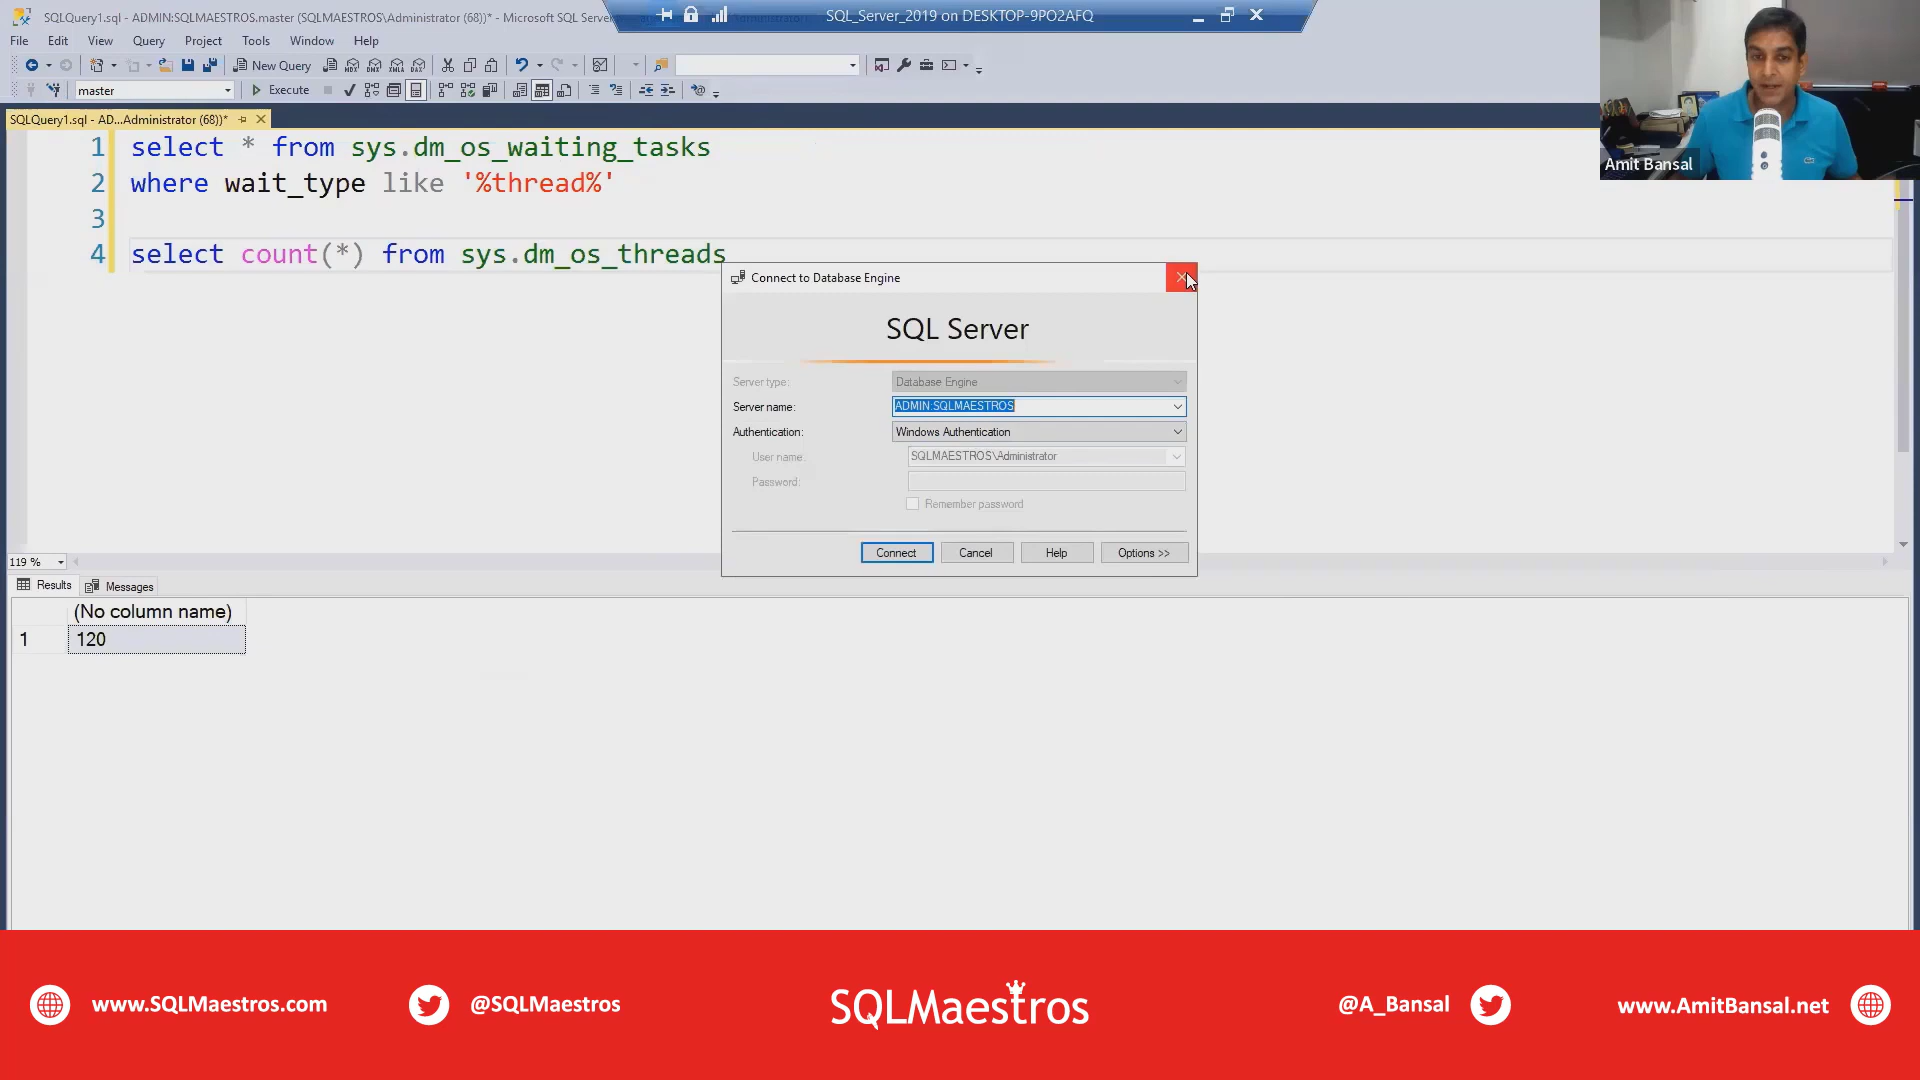 SQLQuery1.sql - ADMIN:SQLMAESTROS.master (SQLMAESTROS\Administrator (68))* - Microsoft SQL Server
SQL_Server_2019 on DESKTOP-9PO2AFQ
File Edit View Query Project Tools Window Help
New Query
master
Execute
SQLQuery1.sql - AD...Administrator (68))*
1 select * from sys.dm_os_waiting_tasks
2 where wait_type like '%thread%'
3
4 select count(*) from sys.dm_os_threads
Amit Bansal
Connect to Database Engine
SQL Server
Server type: Database Engine
Server name: ADMIN:SQLMAESTROS
Authentication: Windows Authentication
User name: SQLMAESTROS\Administrator
Password:
Remember password
Connect Cancel Help Options >>
119 %
Results Messages
(No column name)
1 120
www.SQLMaestros.com
@SQLMaestros
SQLMaestros
@A_Bansal
www.AmitBansal.net